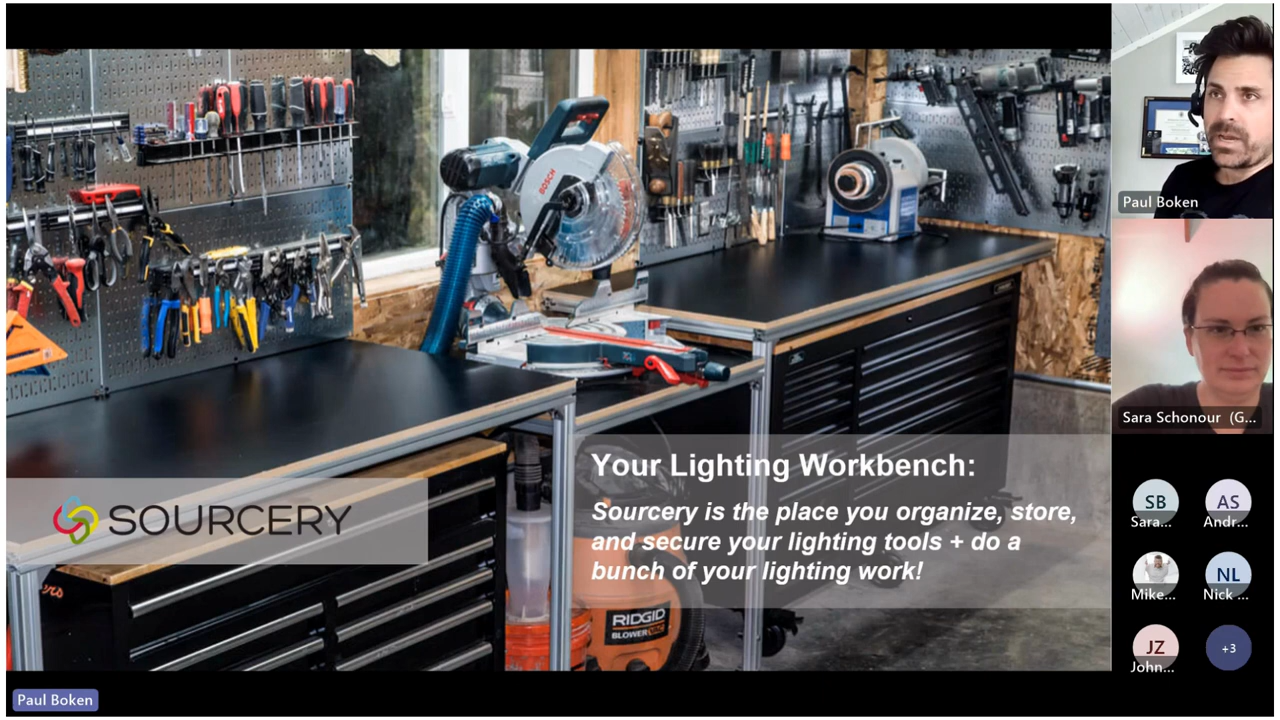 BOSCH
SOURCERY
Your Lighting Workbench:
Sourcery is the place you organize, store,
and secure your lighting tools + do a
bunch of your lighting work!
RIDGID
BLOWER VAC
Paul Boken
Paul Boken
Sara Schonour (G...
SB
Sara...
AS
Andr...
Mike...
NL
Nick ...
JZ
John...
+3